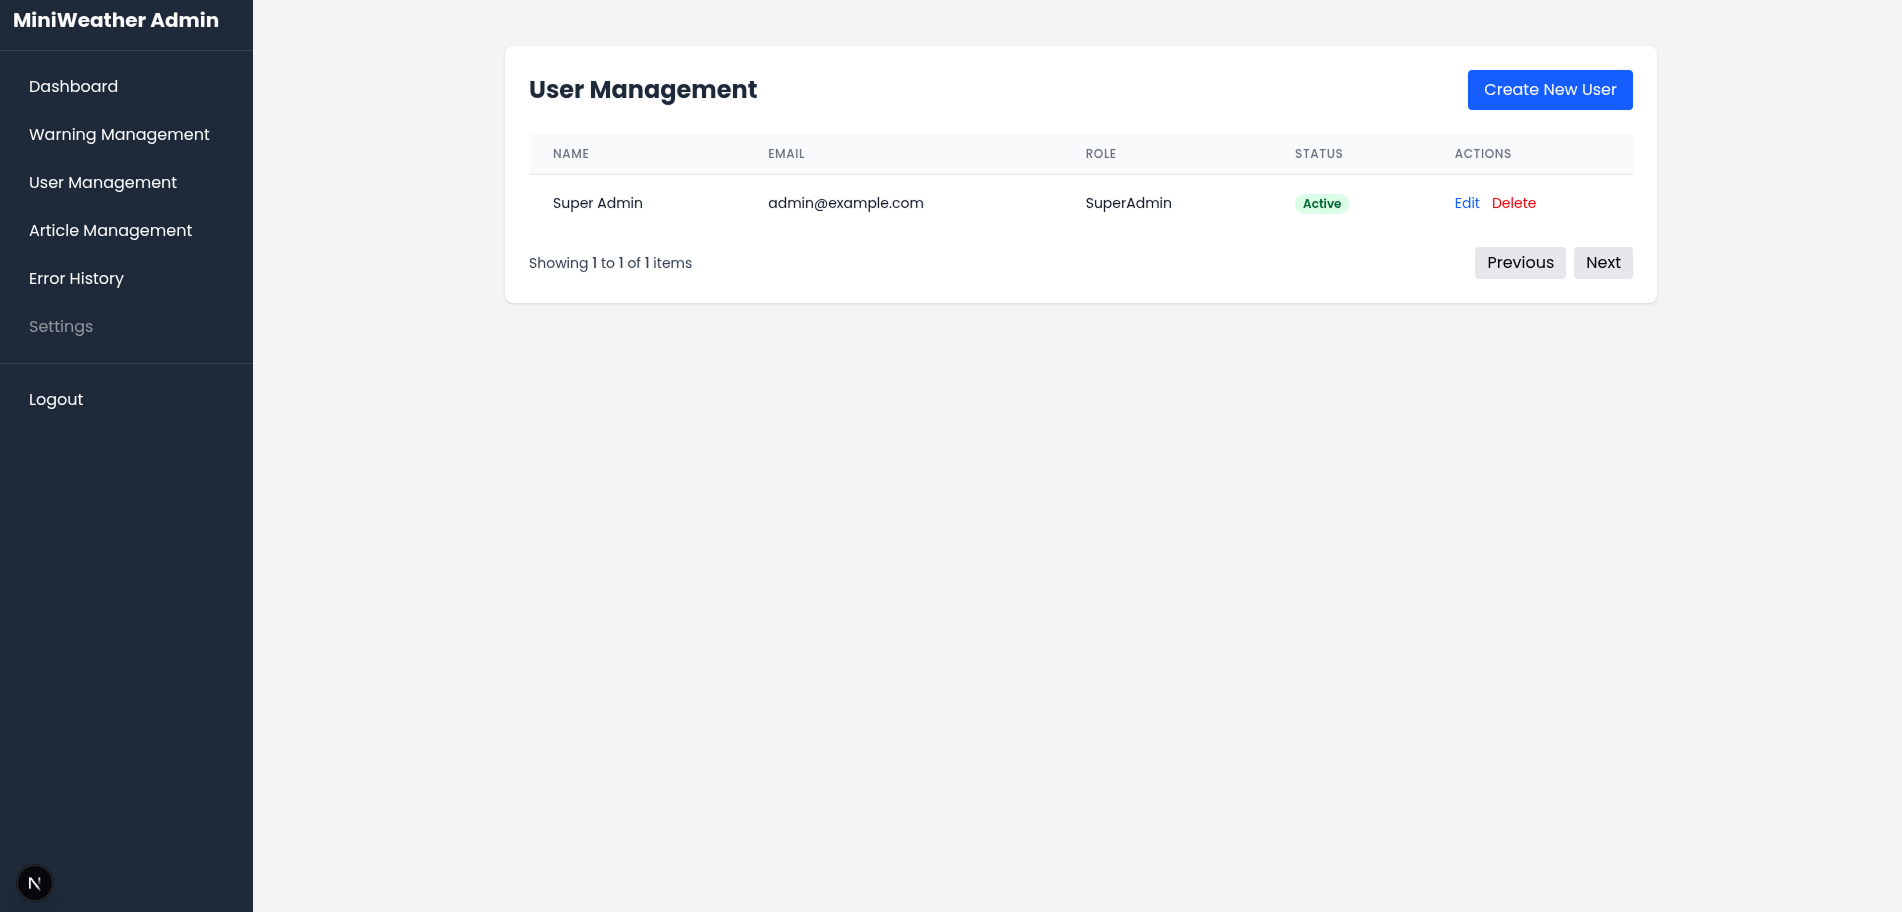 MiniWeather Admin
Dashboard
Warning Management
User Management
Article Management
Error History
Settings
Logout
N
User Management
Create New User
NAME EMAIL ROLE STATUS ACTIONS
Super Admin admin@example.com SuperAdmin Active Edit Delete
Showing 1 to 1 of 1 items
Previous Next